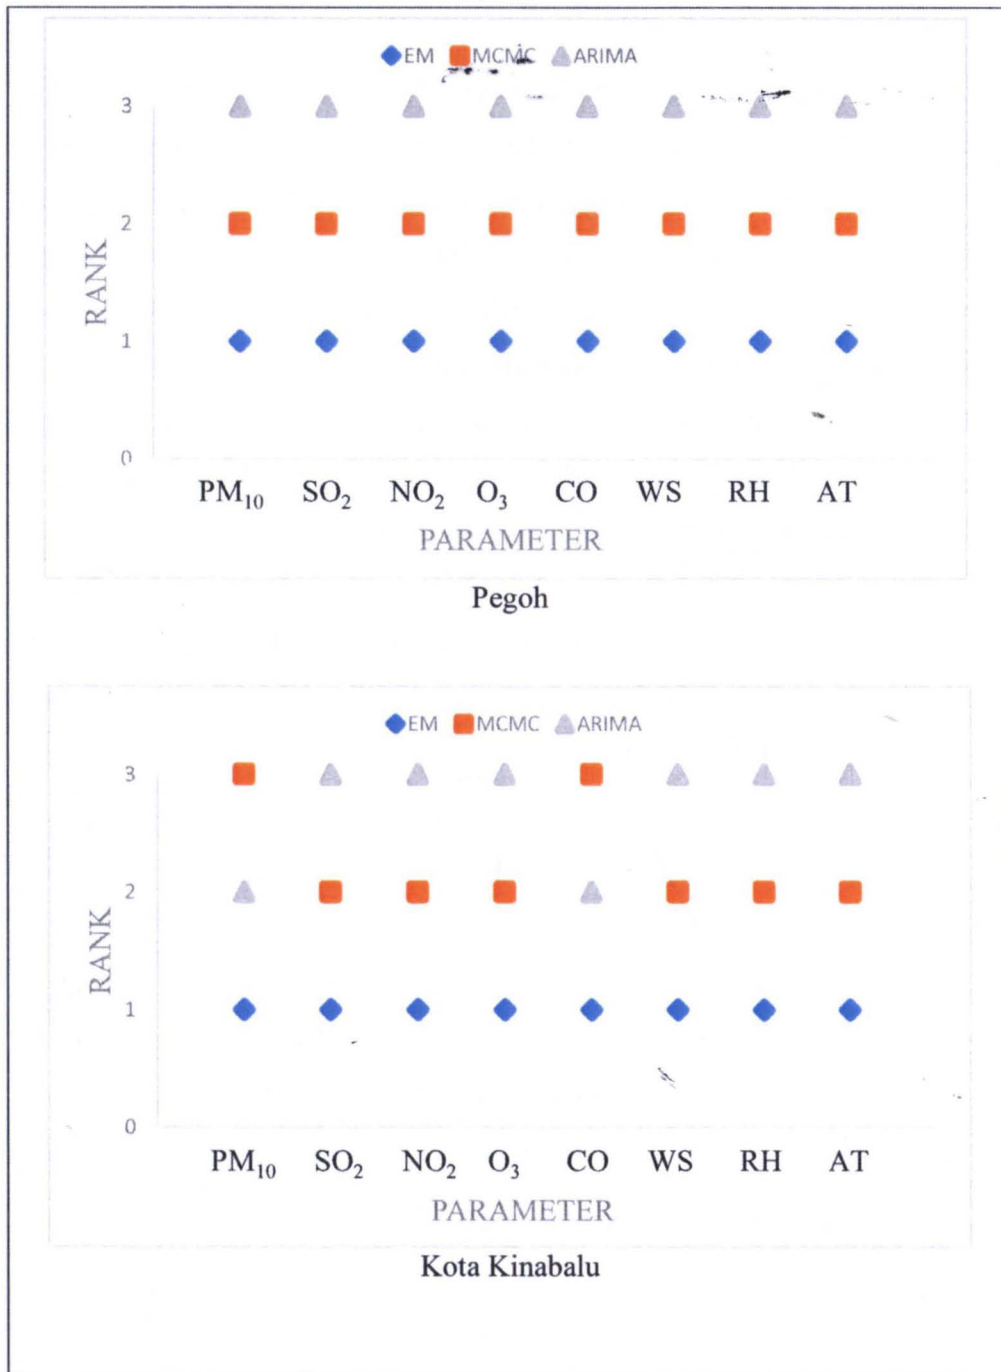 EM MCMC ARIMA
3
2
1
0
RANK
PM₁₀ SO₂ NO₂ O₃ CO WS RH AT
PARAMETER
Pegoh
EM MCMC ARIMA
3
2
1
0
RANK
PM₁₀ SO₂ NO₂ O₃ CO WS RH AT
PARAMETER
Kota Kinabalu